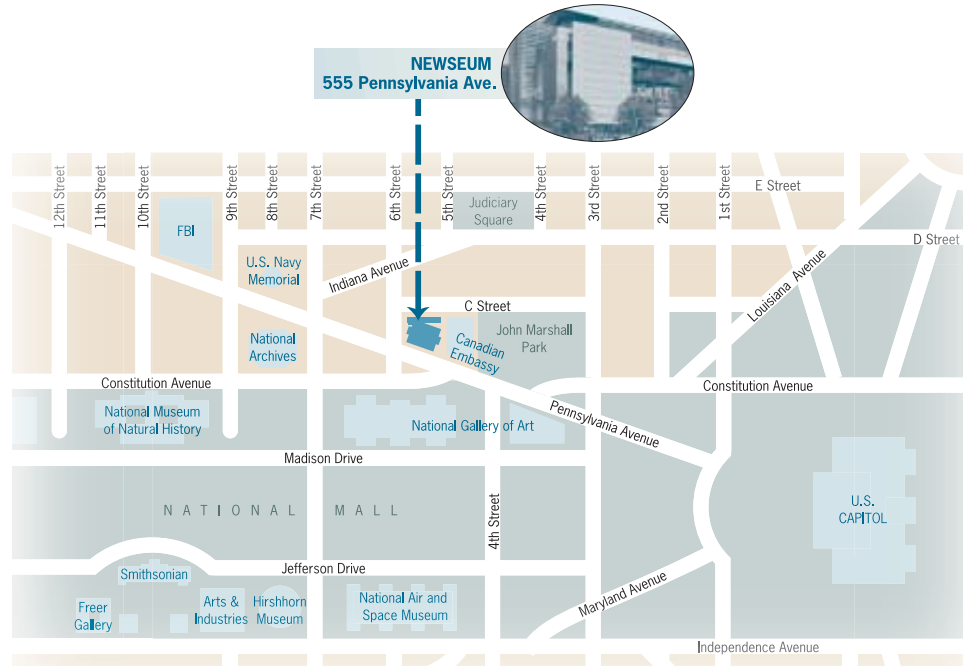 NEWSEUM
555 Pennsylvania Ave.
12th Street
11th Street
10th Street
9th Street
8th Street
7th Street
6th Street
5th Street
4th Street
3rd Street
2nd Street
1st Street
E Street
Judiciary
Square
FBI
D Street
U.S. Navy
Memorial
Indiana Avenue
Louisiana Avenue
C Street
National
Archives
Canadian
Embassy
John Marshall
Park
Constitution Avenue
Constitution Avenue
National Museum
of Natural History
National Gallery of Art
Pennsylvania Avenue
Madison Drive
NATIONAL MALL
4th Street
U.S.
CAPITOL
Jefferson Drive
Smithsonian
Freer
Gallery
Arts &
Industries
Hirshhorn
Museum
National Air and
Space Museum
Maryland Avenue
Independence Avenue